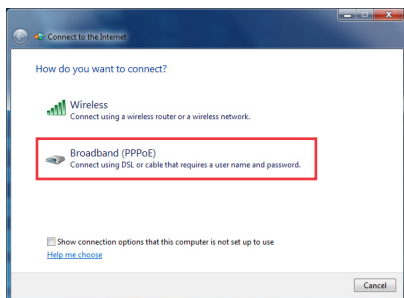 Connect to the Internet
How do you want to connect?
Wireless
Connect using a wireless router or a wireless network.
Broadband (PPPoE)
Connect using DSL or cable that requires a user name and password.
Show connection options that this computer is not set up to use
Help me choose
Cancel